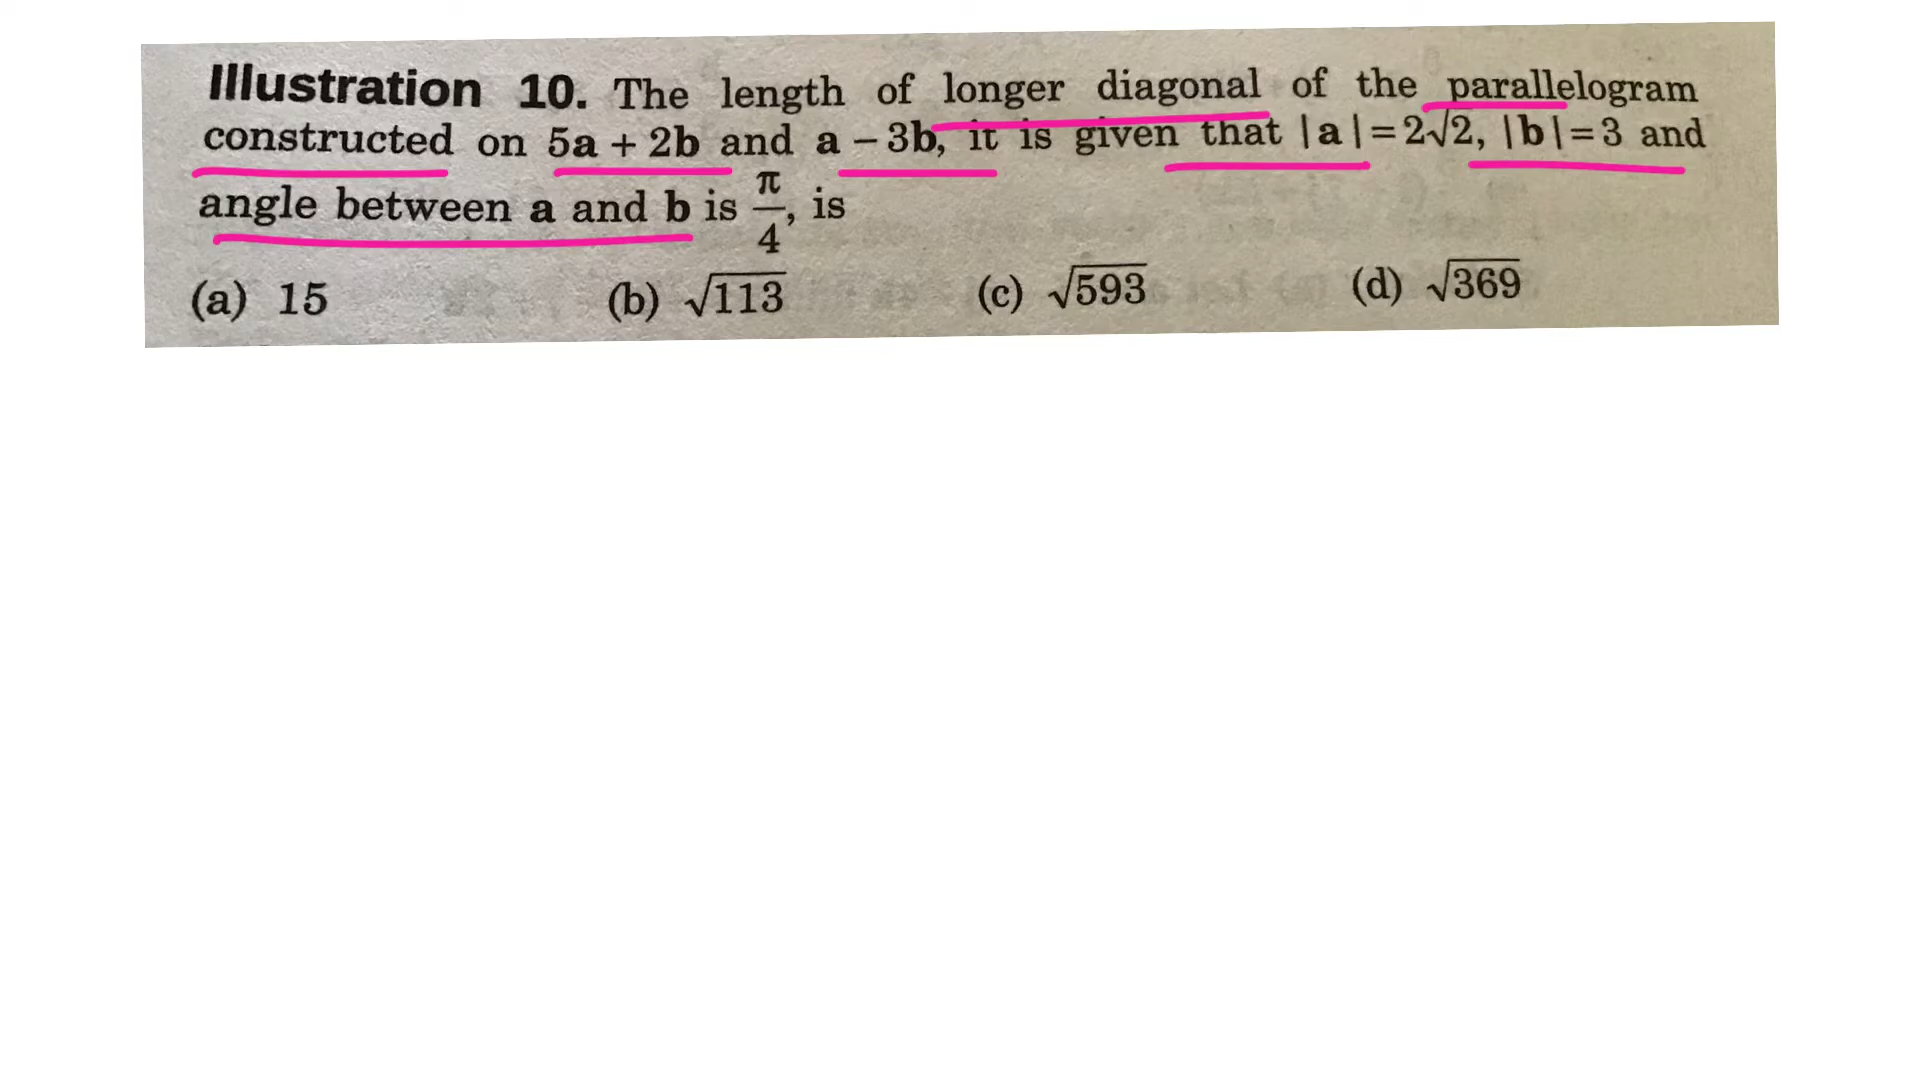 Illustration 10. The length of longer diagonal of the parallelogram
constructed on 5a + 2b and a – 3b, it is given that |a| = 2√2, |b| = 3 and
angle between a and b is π/4, is
(a) 15 (b) √113 (c) √593 (d) √369